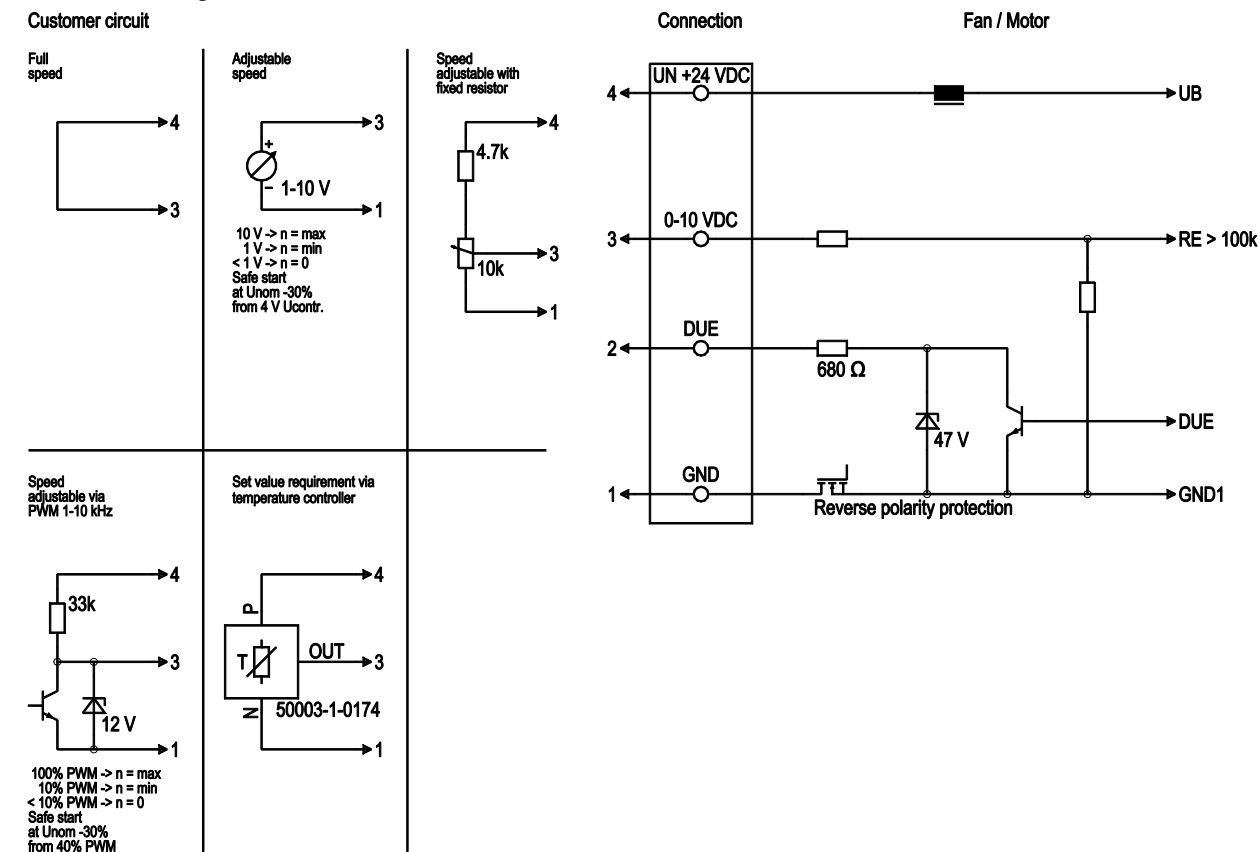 Customer circuit
Connection
Fan / Motor
Full
speed
4
3
Adjustable
speed
3
+
–
1-10 V
1
10 V -> n = max
1 V -> n = min
< 1 V -> n = 0
Safe start
at Unom -30%
from 4 V Ucontr.
Speed
adjustable with
fixed resistor
4
4.7k
3
10k
1
UN +24 VDC
4
UB
0-10 VDC
3
RE > 100k
DUE
2
680 Ω
47 V
DUE
GND
1
GND1
Reverse polarity protection
Speed
adjustable via
PWM 1-10 kHz
4
33k
3
12 V
1
100% PWM -> n = max
10% PWM -> n = min
< 10% PWM -> n = 0
Safe start
at Unom -30%
from 40% PWM
Set value requirement via
temperature controller
4
P
T
OUT
3
N
50003-1-0174
1